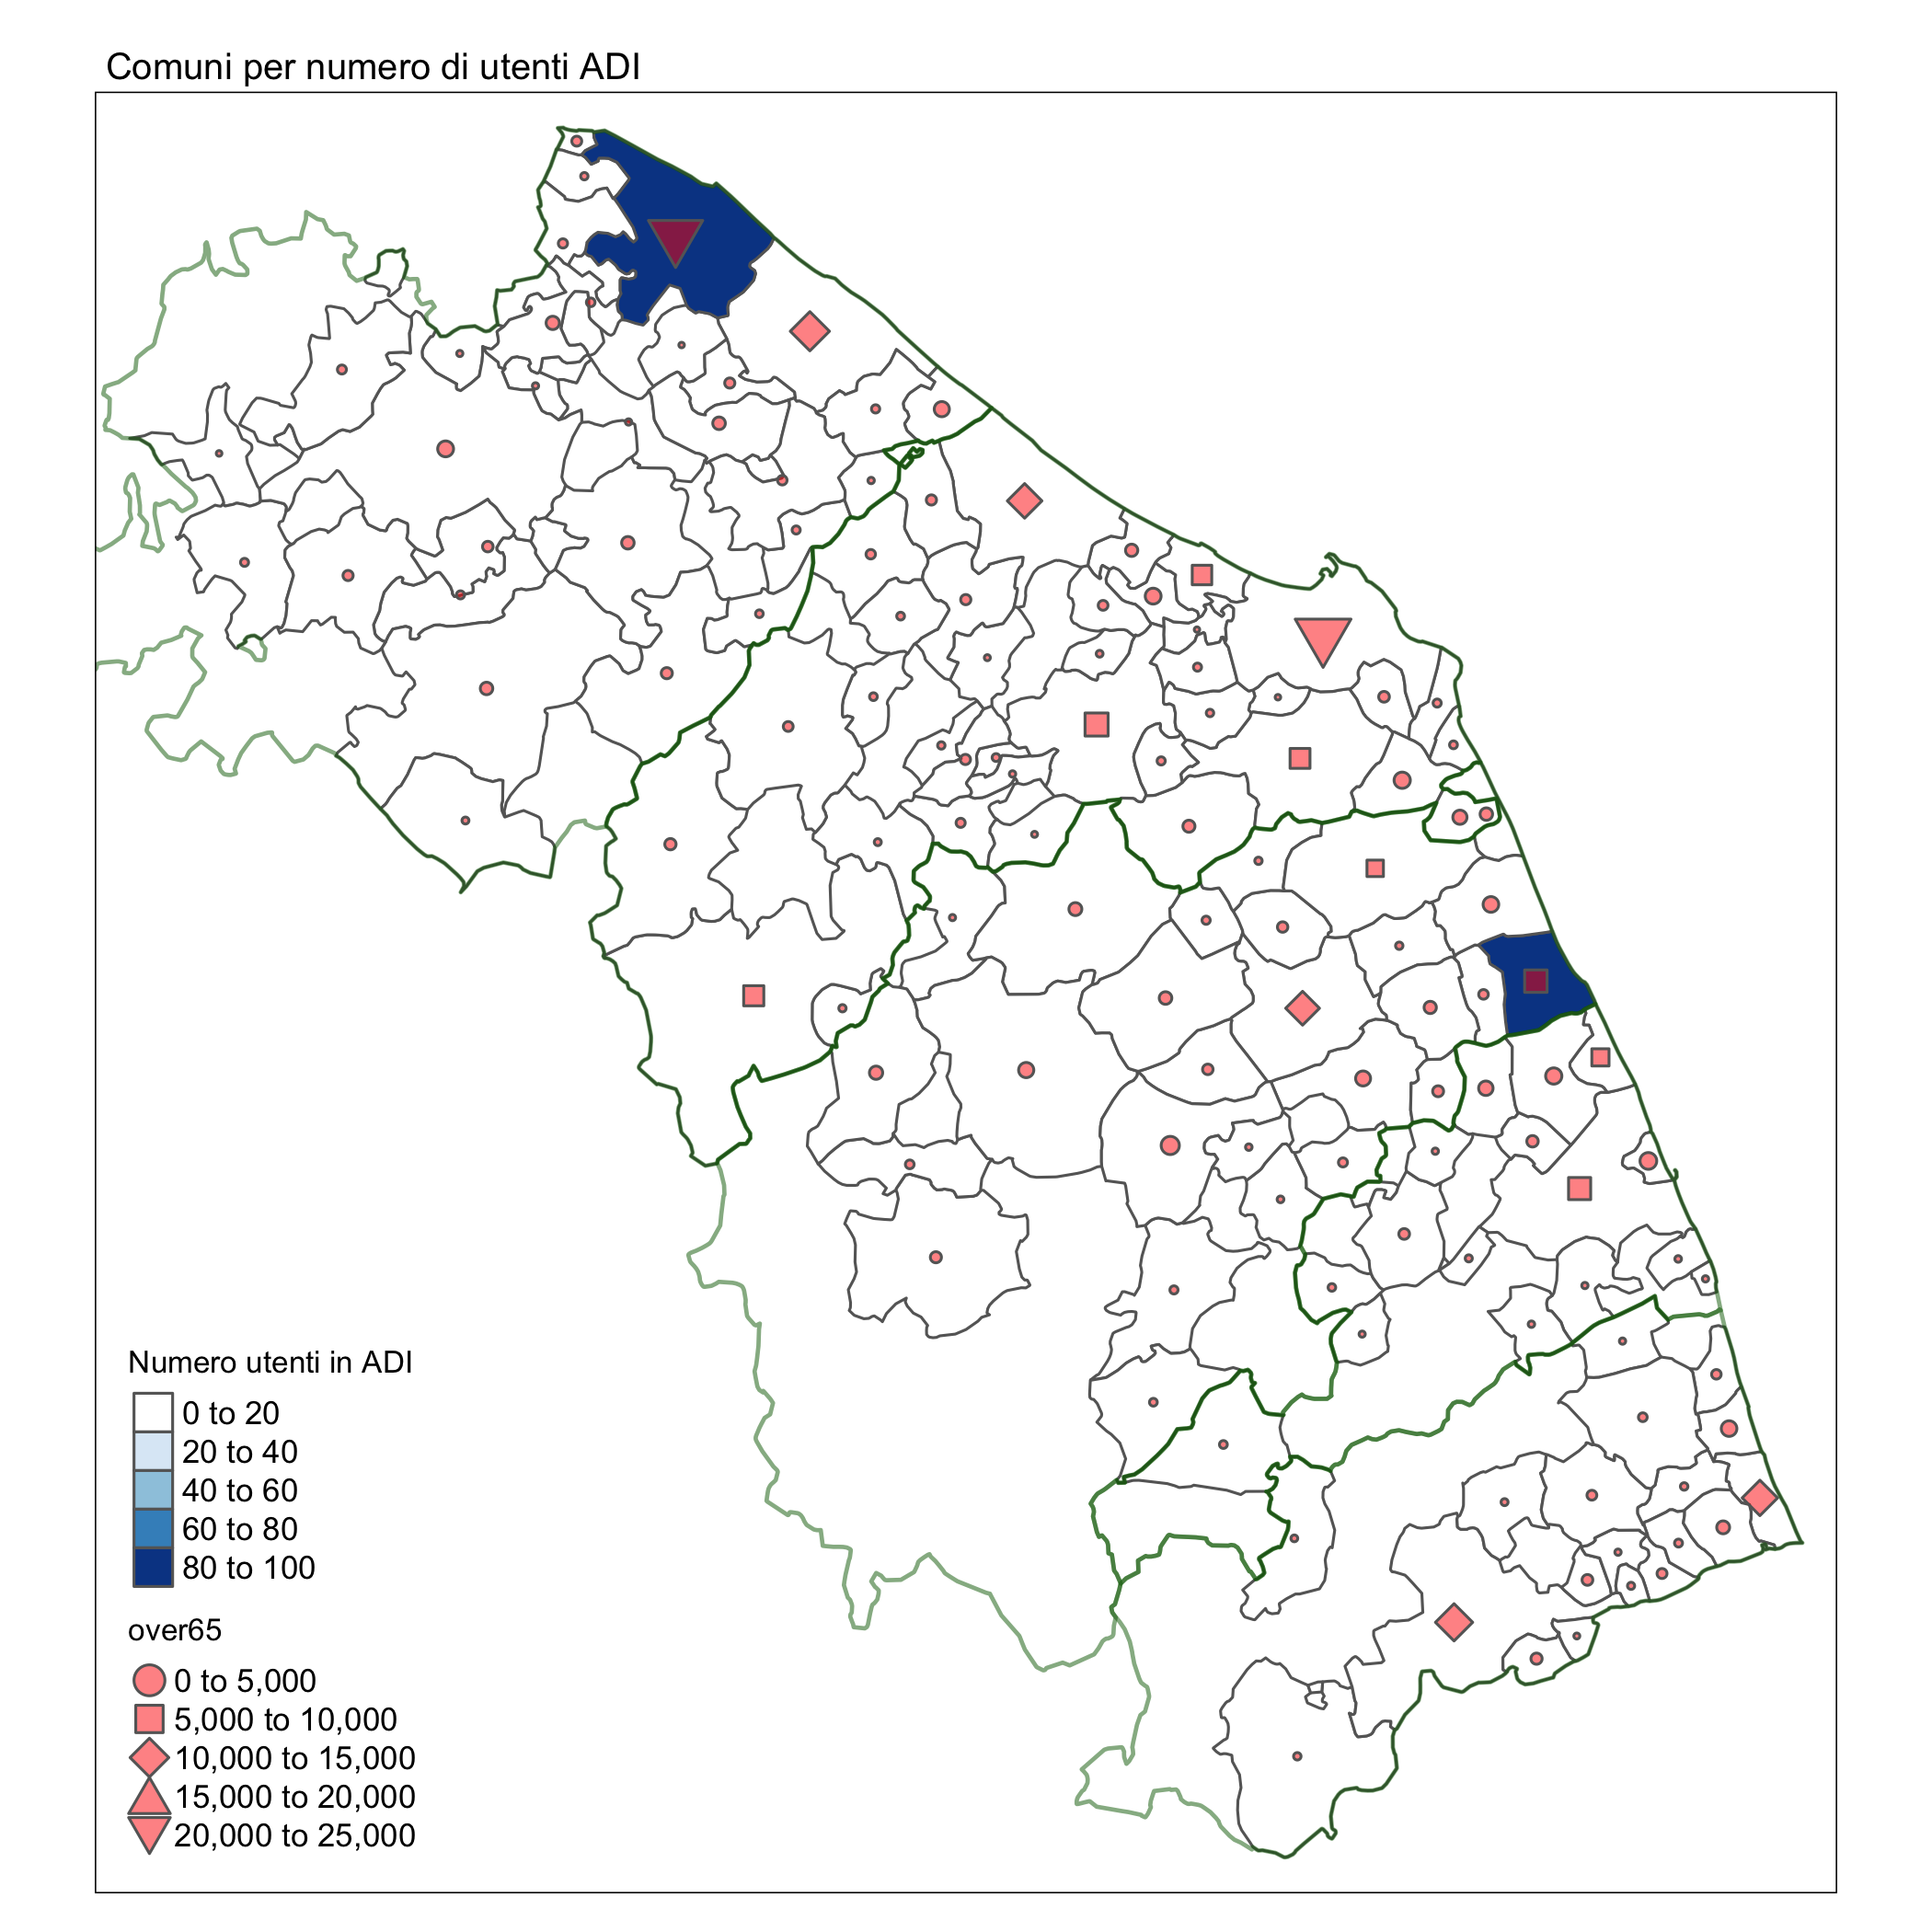 Comuni per numero di utenti ADI
Numero utenti in ADI
0 to 20
20 to 40
40 to 60
60 to 80
80 to 100
over65
0 to 5,000
5,000 to 10,000
10,000 to 15,000
15,000 to 20,000
20,000 to 25,000